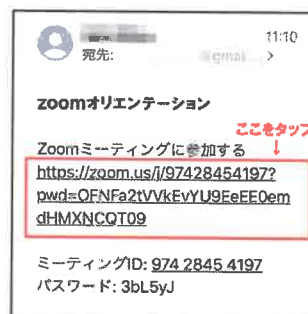 11:10
宛先:
@gmai...
zoomオリエンテーション
ここをタップ
Zoomミーティングに参加する
https://zoom.us/j/97428454197?
pwd=OFNFa2tVVkEvYU9EeEE0em
dHMXNCQT09
ミーティングID: 974 2845 4197
パスワード: 3bL5yJ